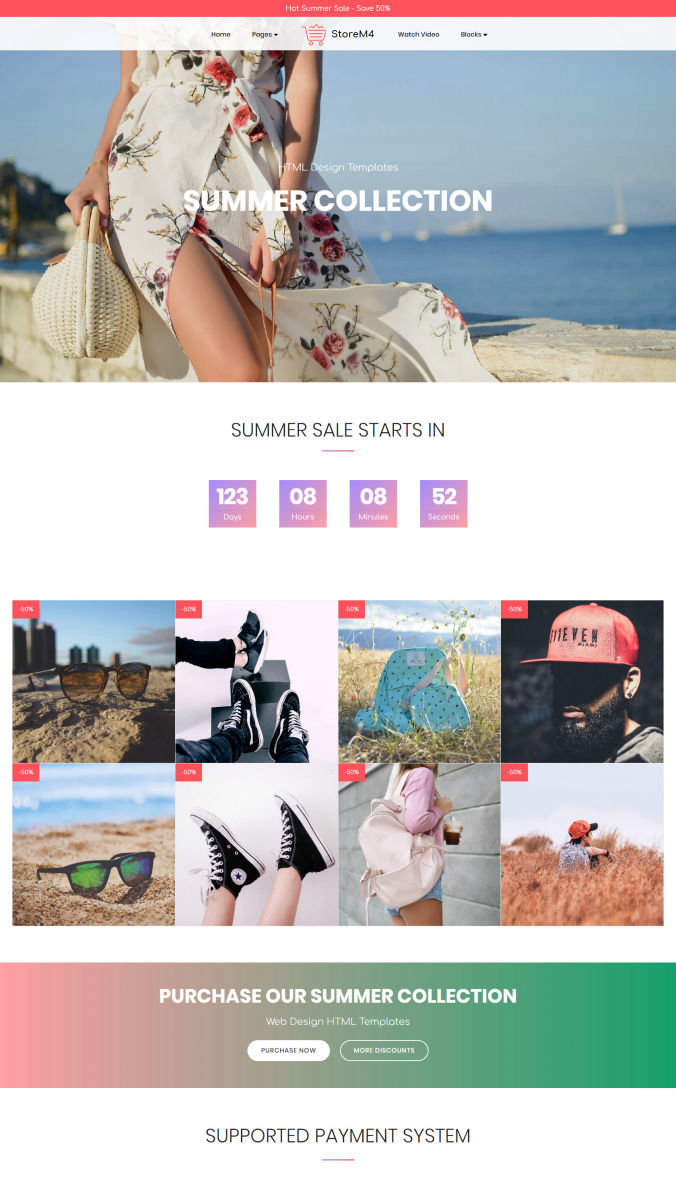 Hot Summer Sale - Save 50%
Home
Pages
StoreM4
Watch Video
Blocks
HTML Design Templates
SUMMER COLLECTION
SUMMER SALE STARTS IN
123
08
08
52
Days
Hours
Minutes
Seconds
-50%
-50%
-50%
-50%
MIAMI
-50%
-50%
-50%
-50%
PURCHASE OUR SUMMER COLLECTION
Web Design HTML Templates
PURCHASE NOW
MORE DISCOUNTS
SUPPORTED PAYMENT SYSTEM